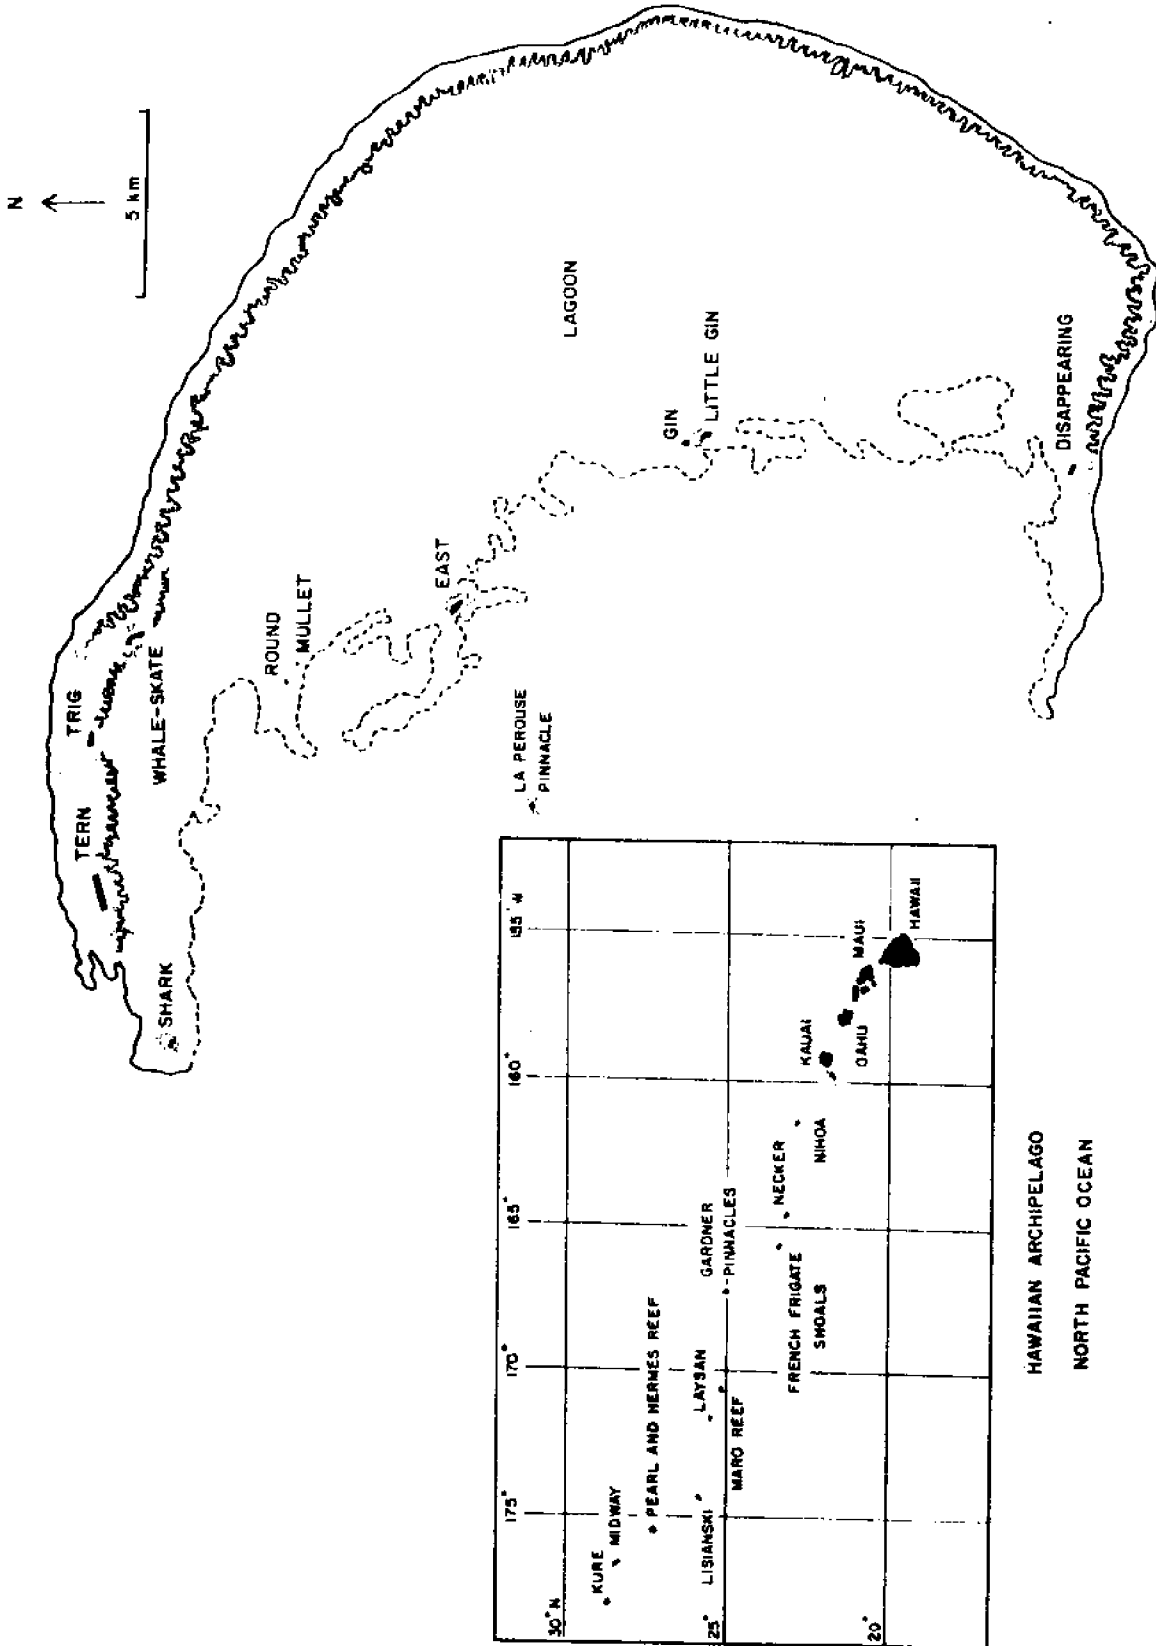 N
5 km
TERN
TRIG
WHALE-SKATE
SHARK
ROUND
MULLET
EAST
LA PEROUSE
PINNACLE
LAGOON
GIN
LITTLE GIN
DISAPPEARING
175°
170°
165°
160°
155° W
30° N
25°
20°
KURE
MIDWAY
PEARL AND HERMES REEF
LISIANSKI
LAYSAN
MARO REEF
GARDNER
PINNACLES
FRENCH FRIGATE
SHOALS
NECKER
NIHOA
KAUAI
OAHU
MAUI
HAWAII
HAWAIIAN ARCHIPELAGO
NORTH PACIFIC OCEAN